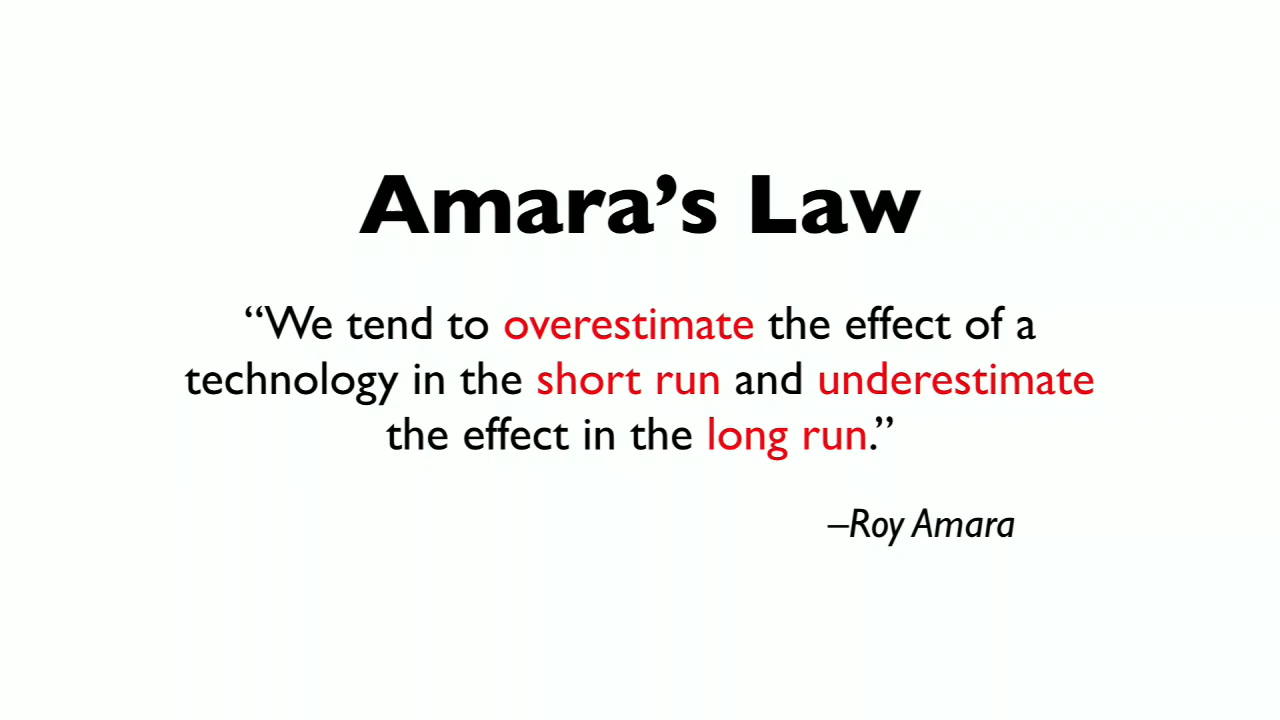 Amara’s Law
“We tend to overestimate the effect of a
technology in the short run and underestimate
the effect in the long run.”
–Roy Amara